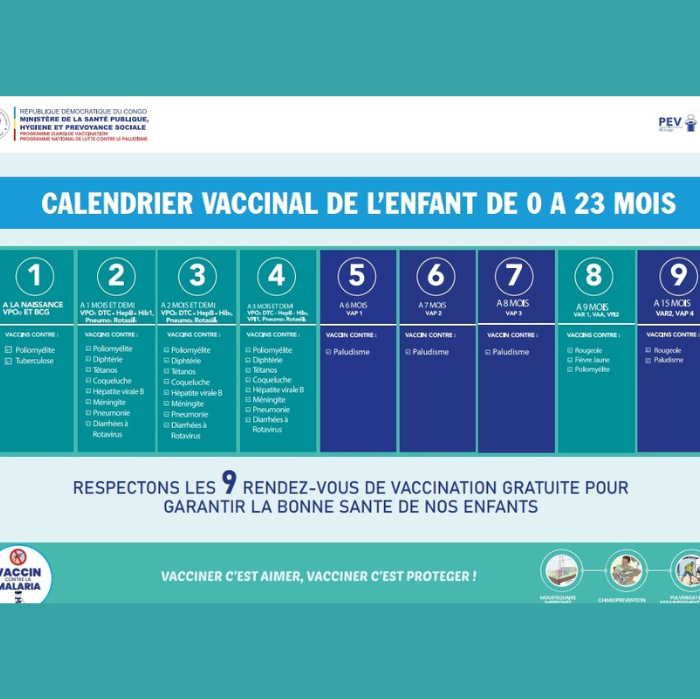 RÉPUBLIQUE DÉMOCRATIQUE DU CONGO
MINISTÈRE DE LA SANTÉ PUBLIQUE,
HYGIENE ET PREVOYANCE SOCIALE
PROGRAMME ELARGI DE VACCINATION
PROGRAMME NATIONAL DE LUTTE CONTRE LE PALUDISME
PEV
CALENDRIER VACCINAL DE L'ENFANT DE 0 A 23 MOIS
1
A LA NAISSANCE
VPO0 ET BCG
VACCINS CONTRE :
Poliomyélite
Tuberculose
2
A 1 MOIS ET DEMI
VPO1 DTC - HepB - Hib1,
Pneumo1 Rotasiil1
VACCINS CONTRE :
Poliomyélite
Diphtérie
Tétanos
Coqueluche
Hépatite virale B
Méningite
Pneumonie
Diarrhées à
Rotavirus
3
A 2 MOIS ET DEMI
VPO2 DTC - HepB - Hib2,
Pneumo2 Rotasiil2
VACCINS CONTRE :
Poliomyélite
Diphtérie
Tétanos
Coqueluche
Hépatite virale B
Méningite
Pneumonie
Diarrhées à
Rotavirus
4
A 3 MOIS ET DEMI
VPO3 DTC - HepB - Hib3,
VPI1, Pneumo3 Rotasiil3
VACCINS CONTRE :
Poliomyélite
Diphtérie
Tétanos
Coqueluche
Hépatite virale B
Méningite
Pneumonie
Diarrhées à
Rotavirus
5
A 6 MOIS
VAP 1
VACCIN CONTRE :
Paludisme
6
A 7 MOIS
VAP 2
VACCIN CONTRE :
Paludisme
7
A 8 MOIS
VAP 3
VACCIN CONTRE :
Paludisme
8
A 9 MOIS
VAR 1, VAA, VPI2
VACCINS CONTRE :
Rougeole
Fièvre Jaune
Poliomyélite
9
A 15 MOIS
VAR2, VAP 4
VACCINS CONTRE :
Rougeole
Paludisme
RESPECTONS LES 9 RENDEZ-VOUS DE VACCINATION GRATUITE POUR
GARANTIR LA BONNE SANTE DE NOS ENFANTS
VACCIN
CONTRE LA
MALARIA
VACCINER C'EST AIMER, VACCINER C'EST PROTEGER !
MOUSTIQUAIRE
CHIMIOPREVENTION